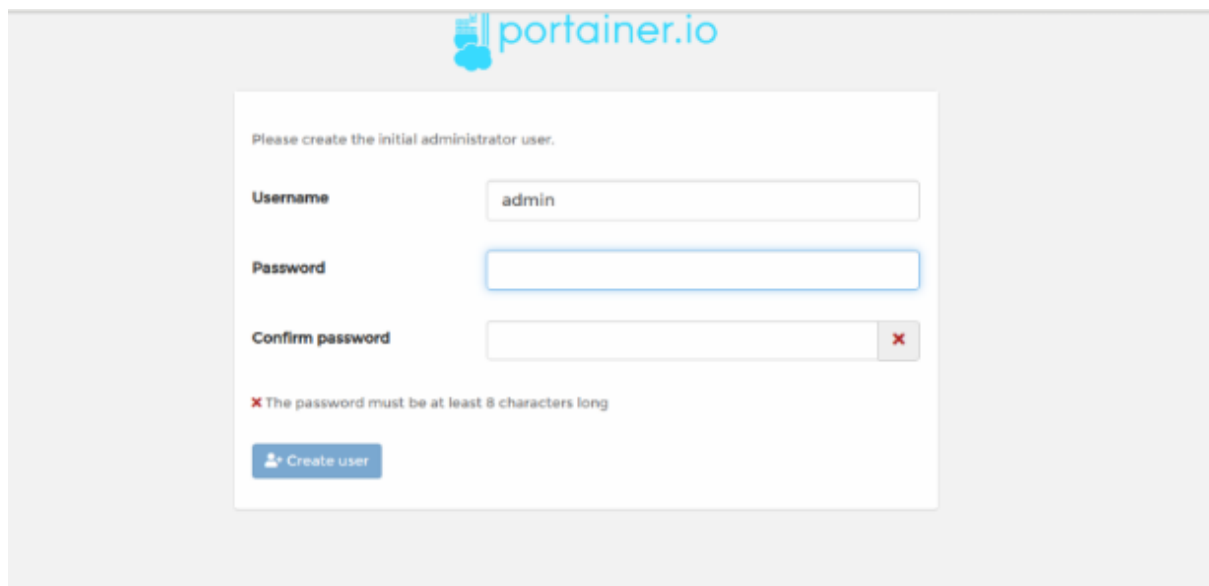 portainer.io
Please create the initial administrator user.
Username
admin
Password
Confirm password
The password must be at least 8 characters long
Create user